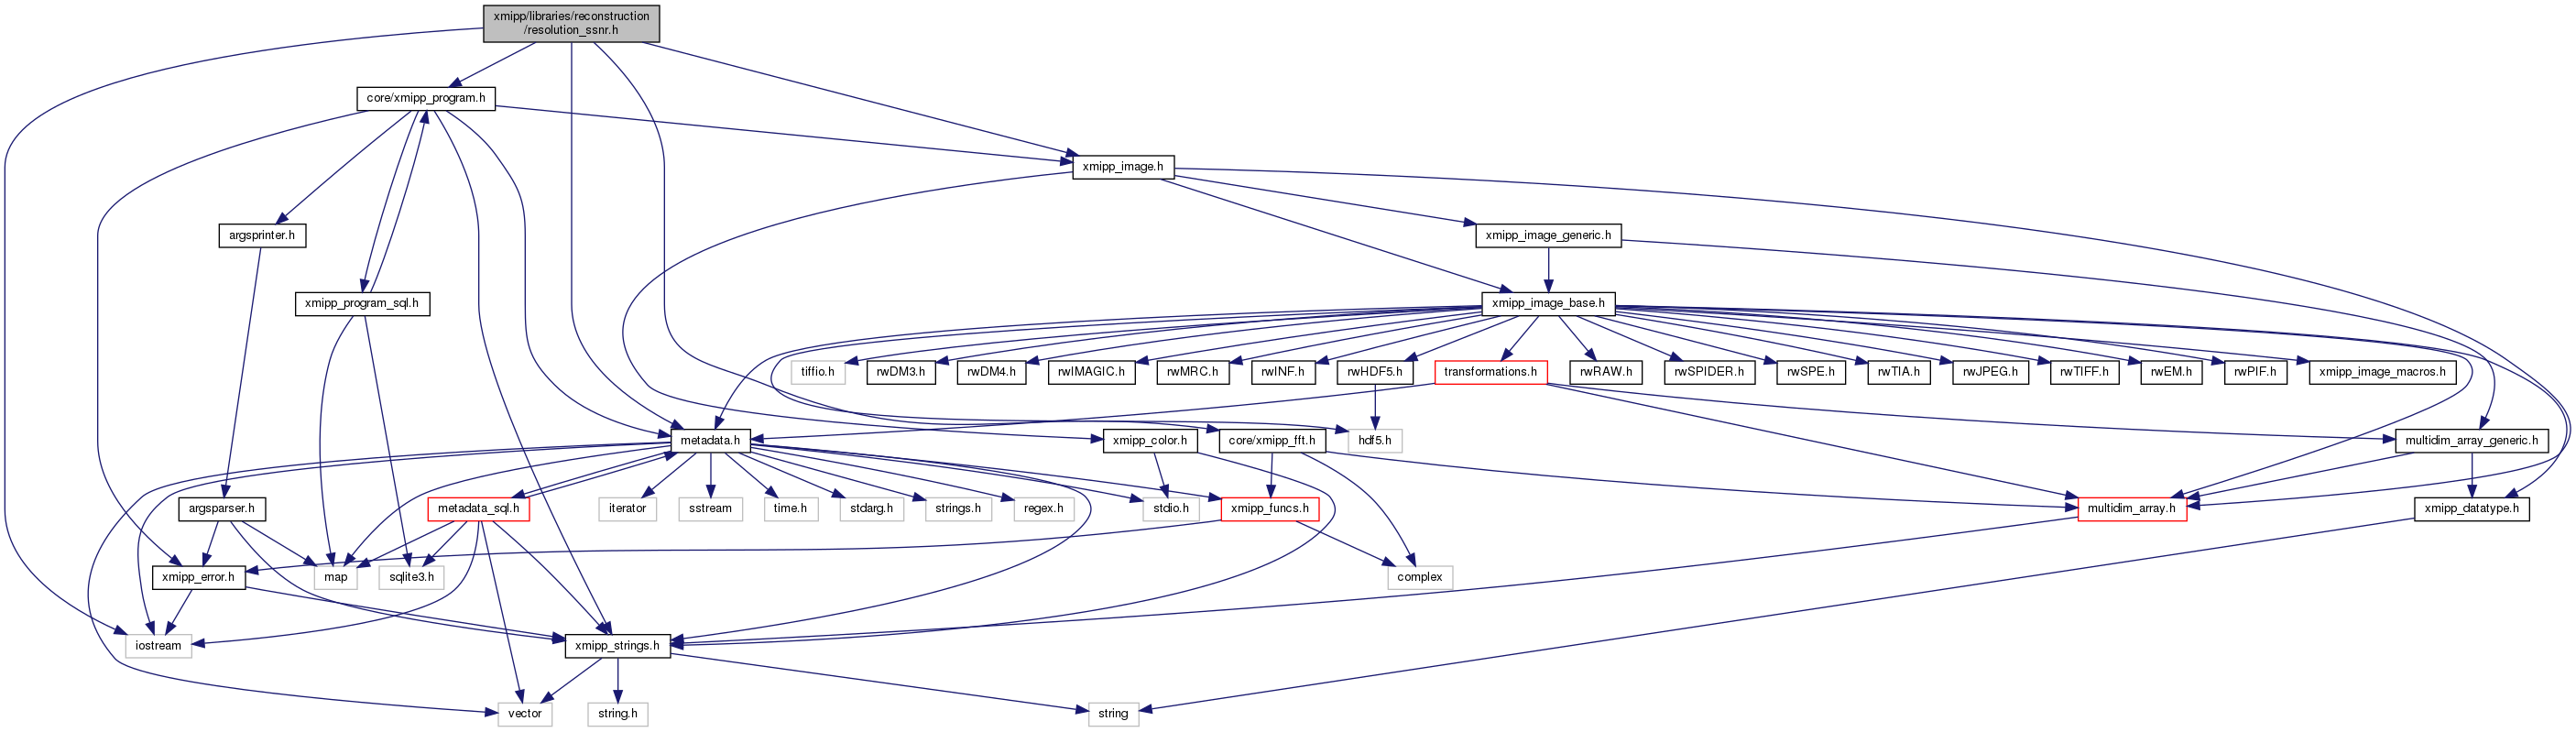 xmipp/libraries/reconstruction
/resolution_ssnr.h
core/xmipp_program.h
xmipp_image.h
argsprinter.h
xmipp_image_generic.h
xmipp_program_sql.h
xmipp_image_base.h
tiffio.h
rwDM3.h
rwDM4.h
rwIMAGIC.h
rwMRC.h
rwINF.h
rwHDF5.h
transformations.h
rwRAW.h
rwSPIDER.h
rwSPE.h
rwTIA.h
rwJPEG.h
rwTIFF.h
rwEM.h
rwPIF.h
xmipp_image_macros.h
metadata.h
xmipp_color.h
core/xmipp_fft.h
hdf5.h
multidim_array_generic.h
argsparser.h
metadata_sql.h
iterator
sstream
time.h
stdarg.h
strings.h
regex.h
stdio.h
xmipp_funcs.h
multidim_array.h
xmipp_datatype.h
xmipp_error.h
map
sqlite3.h
complex
iostream
xmipp_strings.h
vector
string.h
string